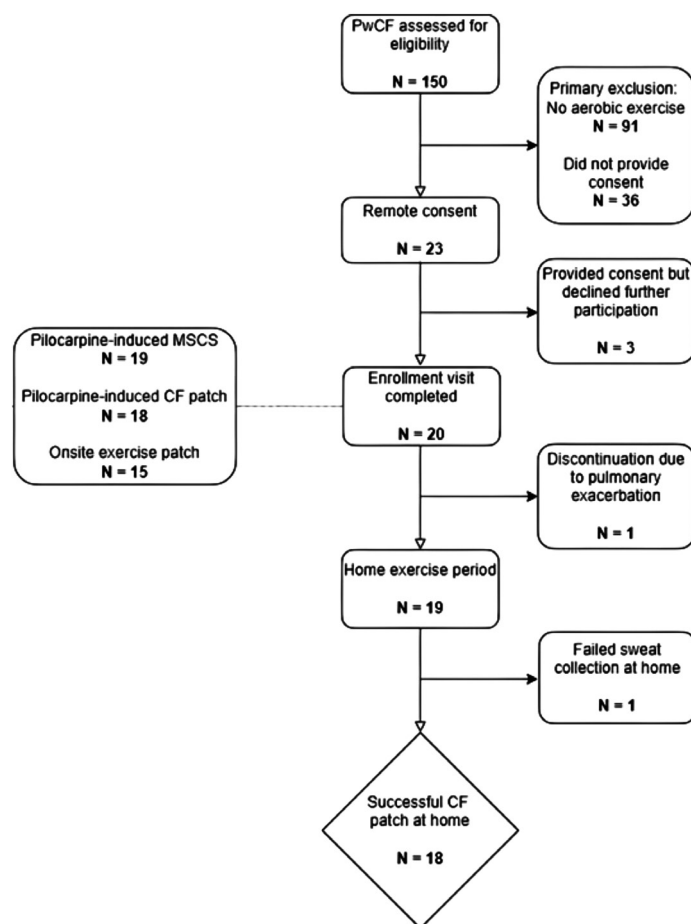 PwCF assessed for
eligibility
N = 150
Primary exclusion:
No aerobic exercise
N = 91
Did not provide
consent
N = 36
Remote consent
N = 23
Provided consent but
declined further
participation
N = 3
Pilocarpine-induced MSCS
N = 19
Pilocarpine-induced CF patch
N = 18
Onsite exercise patch
N = 15
Enrollment visit
completed
N = 20
Discontinuation due
to pulmonary
exacerbation
N = 1
Home exercise period
N = 19
Failed sweat
collection at home
N = 1
Successful CF
patch at home
N = 18